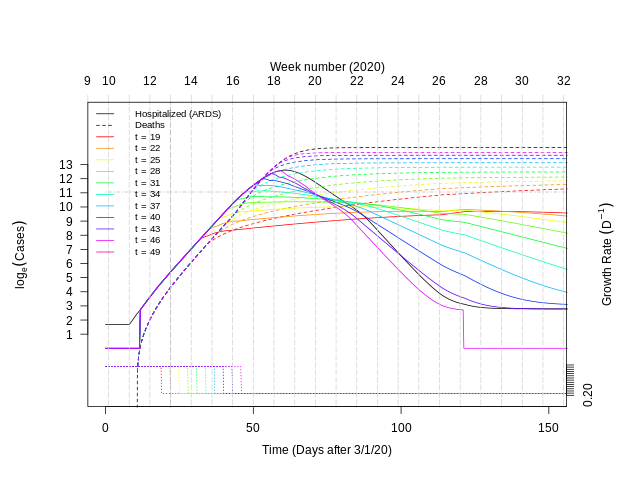 Week number (2020)
9 10 12 14 16 18 20 22 24 26 28 30 32
Hospitalized (ARDS)
Deaths
t = 19
t = 22
t = 25
t = 28
t = 31
t = 34
t = 37
t = 40
t = 43
t = 46
t = 49
13
12
11
10
9
8
7
6
5
4
3
2
1
logₑ(Cases)
Growth Rate (D⁻¹)
0.20
0 50 100 150
Time (Days after 3/1/20)